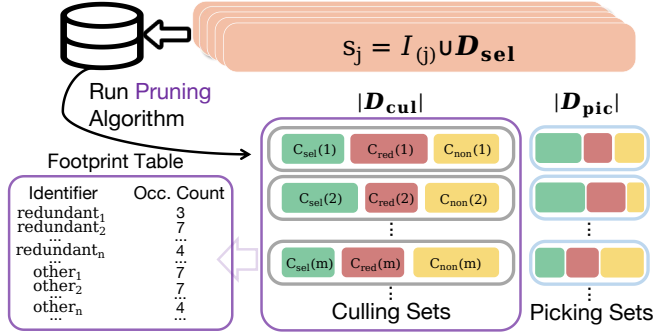 s_j = I_(j)∪D_sel
Run Pruning
Algorithm
|D_cul|
|D_pic|
C_sel(1) C_red(1) C_non(1)
C_sel(2) C_red(2) C_non(2)
⋮
C_sel(m) C_red(m) C_non(m)
⋮
Culling Sets
⋮
⋮
Picking Sets
Footprint Table
Identifier Occ. Count
redundant_1 3
redundant_2 7
... ...
redundant_n 4
other_1 7
other_2 7
... ...
other_n 4
... ...